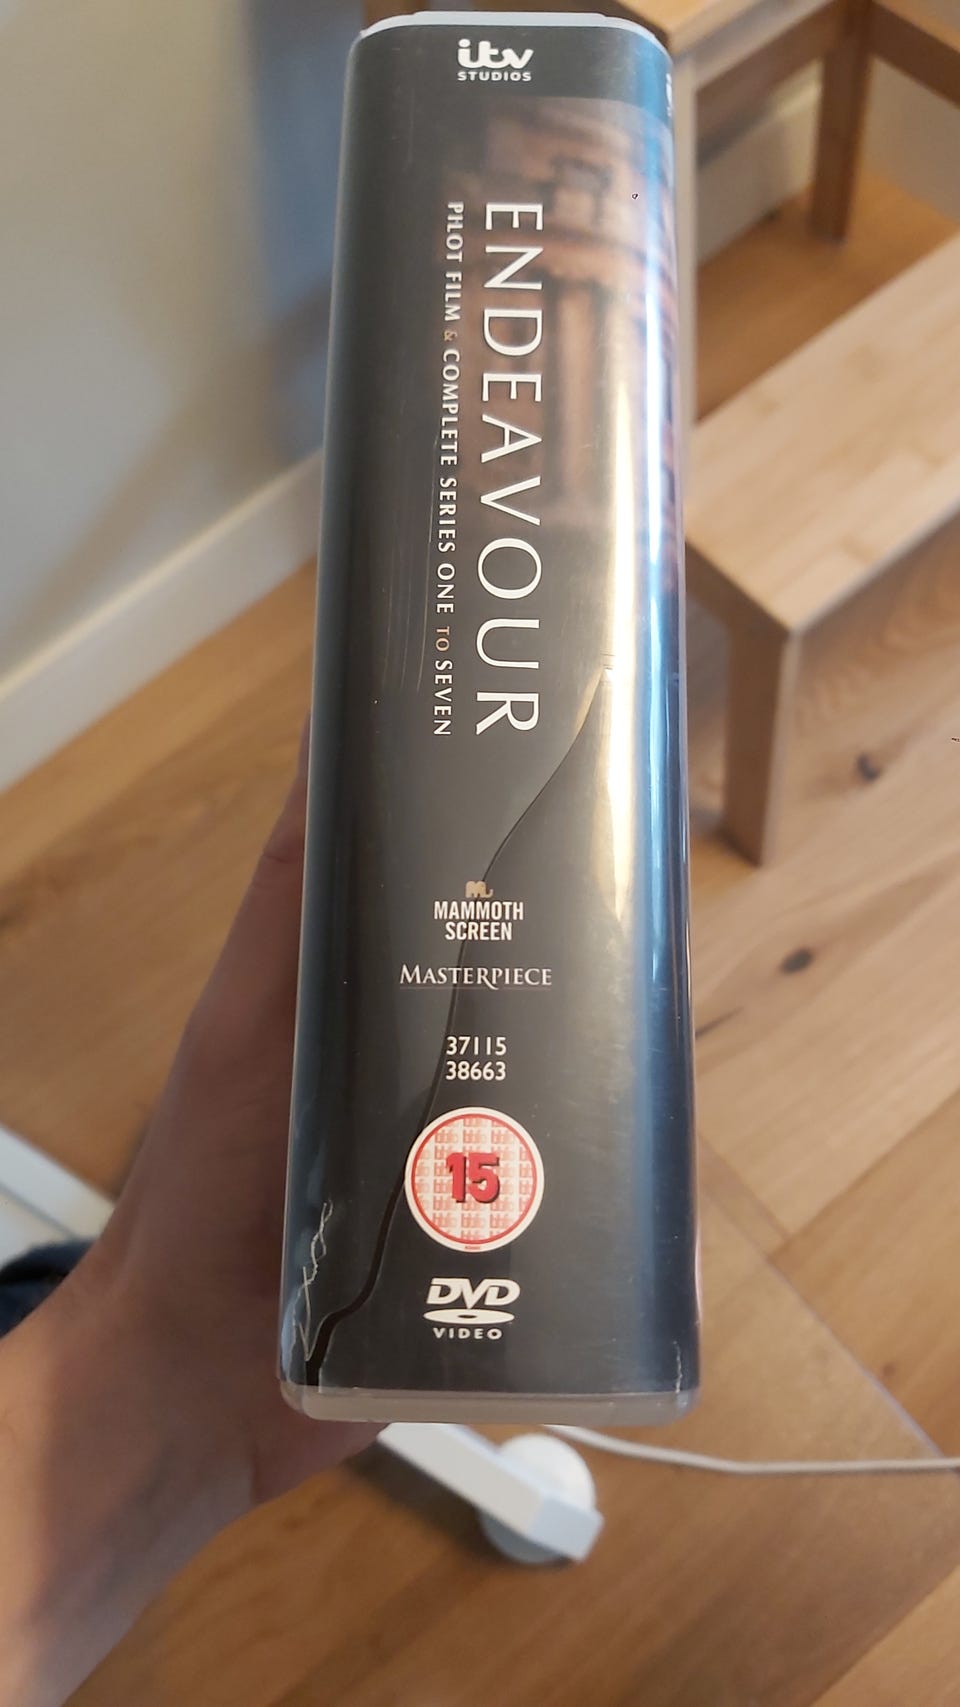 itv
STUDIOS
ENDEAVOUR
PILOT FILM & COMPLETE SERIES ONE TO SEVEN
MAMMOTH
SCREEN
MASTERPIECE
37115
38663
15
DVD
VIDEO